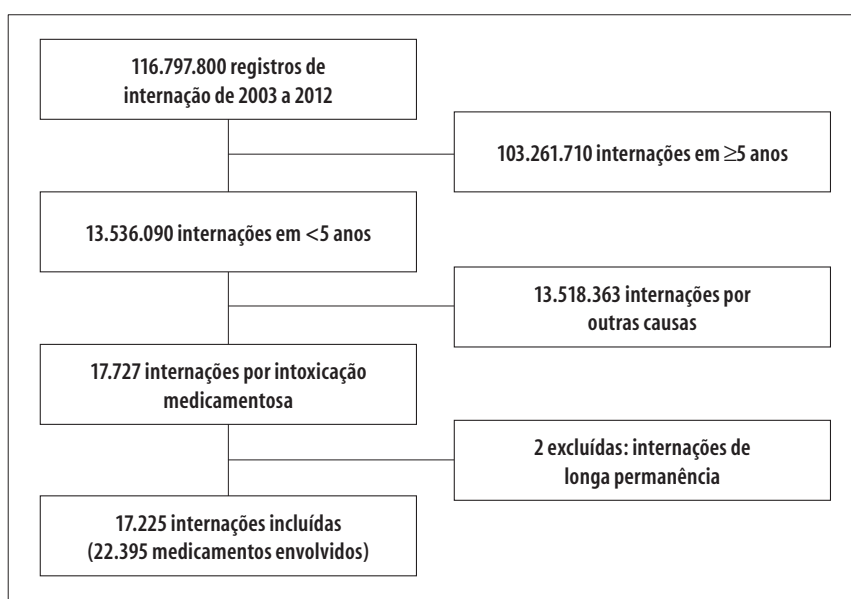 116.797.800 registros de
internação de 2003 a 2012
103.261.710 internações em ≥5 anos
13.536.090 internações em <5 anos
13.518.363 internações por
outras causas
17.727 internações por intoxicação
medicamentosa
2 excluídas: internações de
longa permanência
17.225 internações incluídas
(22.395 medicamentos envolvidos)